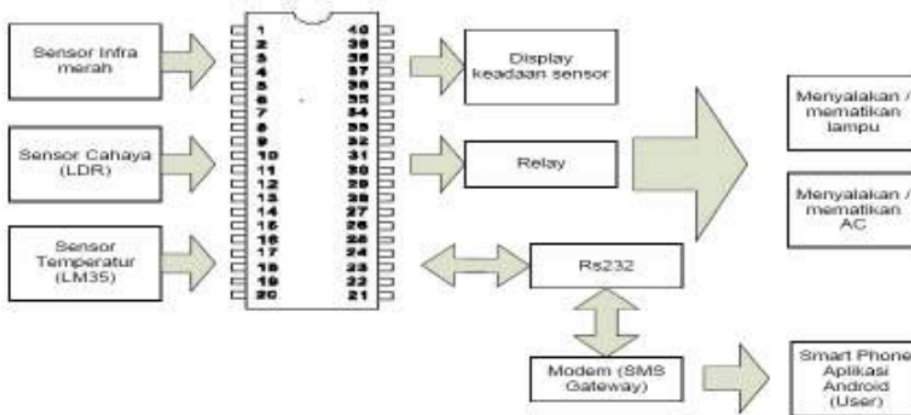 Sensor Infra
merah
Sensor Cahaya
(LDR)
Sensor
Temperatur
(LM35)
1 40
2 39
3 38
4 37
5 36
6 35
7 34
8 33
9 32
10 31
11 30
12 29
13 28
14 27
15 26
16 25
17 24
18 23
19 22
20 21
Display
keadaan sensor
Relay
Rs232
Modem (SMS
Gateway)
Menyalakan /
mematikan
lampu
Menyalakan /
mematikan
AC
Smart Phone
Aplikasi
Android
(User)